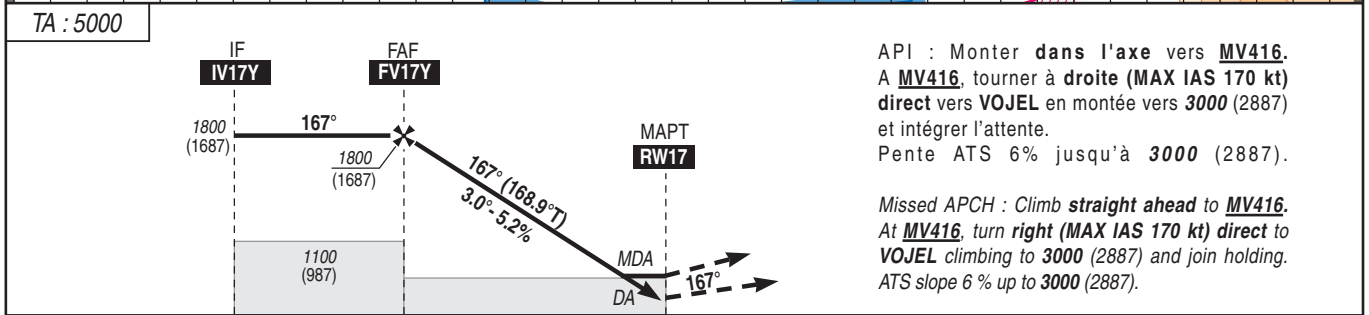 TA : 5000
IF
IV17Y
FAF
FV17Y
1800
(1687)
167°
1800
(1687)
167° (168.9°T)
3.0° - 5.2%
MAPT
RW17
1100
(987)
MDA
DA
167°
API : Monter dans l'axe vers MV416.
A MV416, tourner à droite (MAX IAS 170 kt)
direct vers VOJEL en montée vers 3000 (2887)
et intégrer l'attente.
Pente ATS 6% jusqu'à 3000 (2887).
Missed APCH : Climb straight ahead to MV416.
At MV416, turn right (MAX IAS 170 kt) direct to
VOJEL climbing to 3000 (2887) and join holding.
ATS slope 6 % up to 3000 (2887).